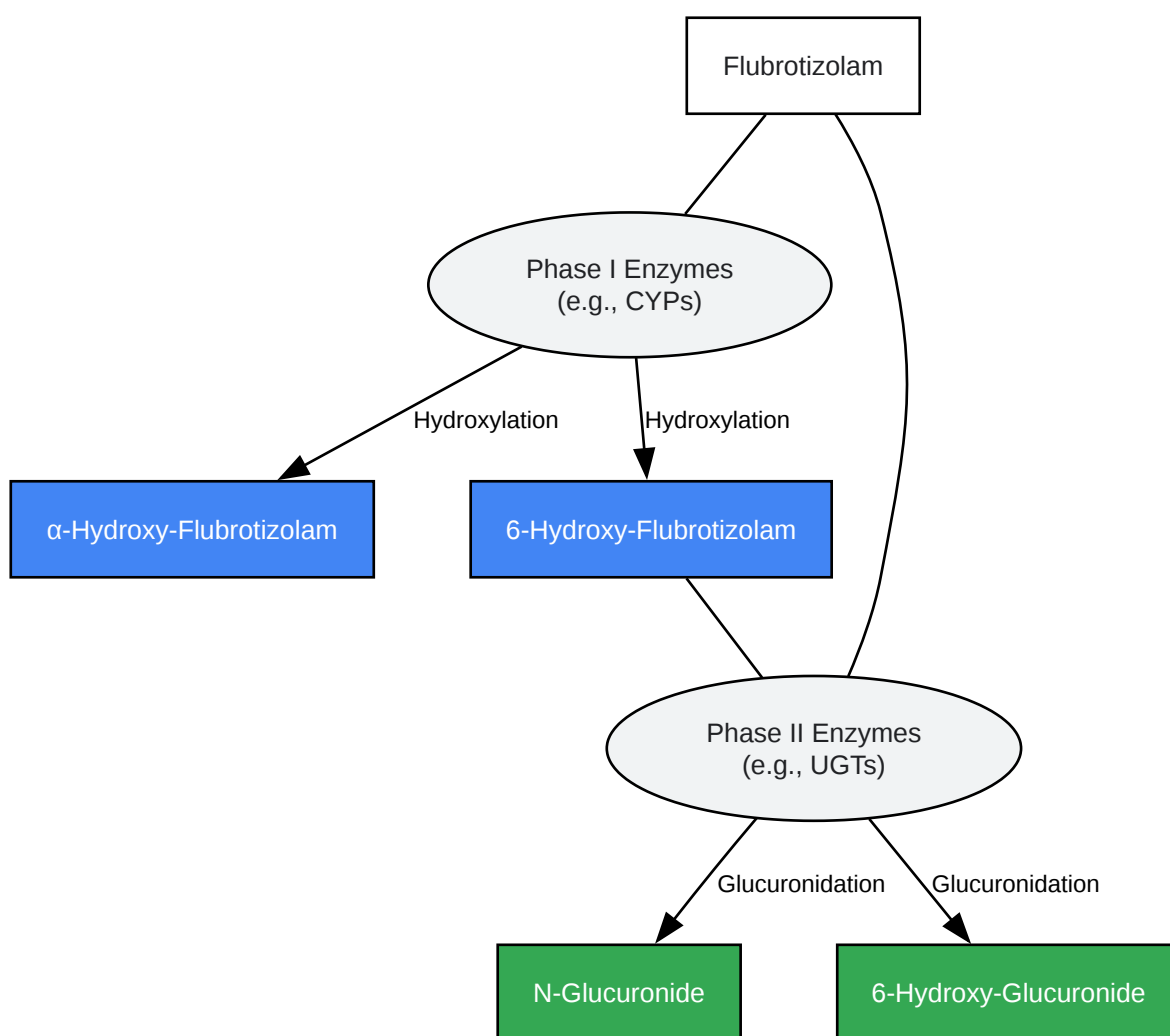 Flubrotizolam
Phase I Enzymes
(e.g., CYPs)
Hydroxylation
Hydroxylation
α-Hydroxy-Flubrotizolam
6-Hydroxy-Flubrotizolam
Phase II Enzymes
(e.g., UGTs)
Glucuronidation
Glucuronidation
N-Glucuronide
6-Hydroxy-Glucuronide